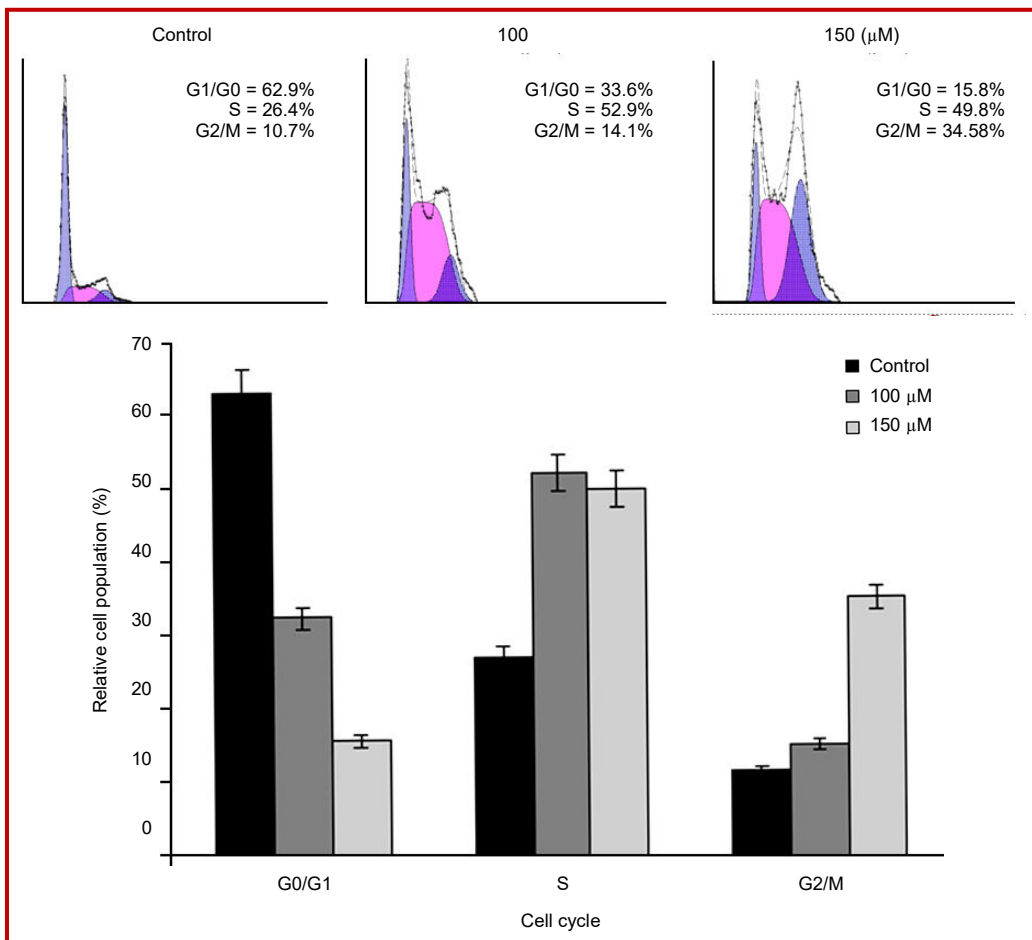 Control
100
150 (μM)
G1/G0 = 62.9%
S = 26.4%
G2/M = 10.7%
G1/G0 = 33.6%
S = 52.9%
G2/M = 14.1%
G1/G0 = 15.8%
S = 49.8%
G2/M = 34.58%
70
60
50
40
30
20
10
0
Relative cell population (%)
Control
100 μM
150 μM
G0/G1
S
G2/M
Cell cycle